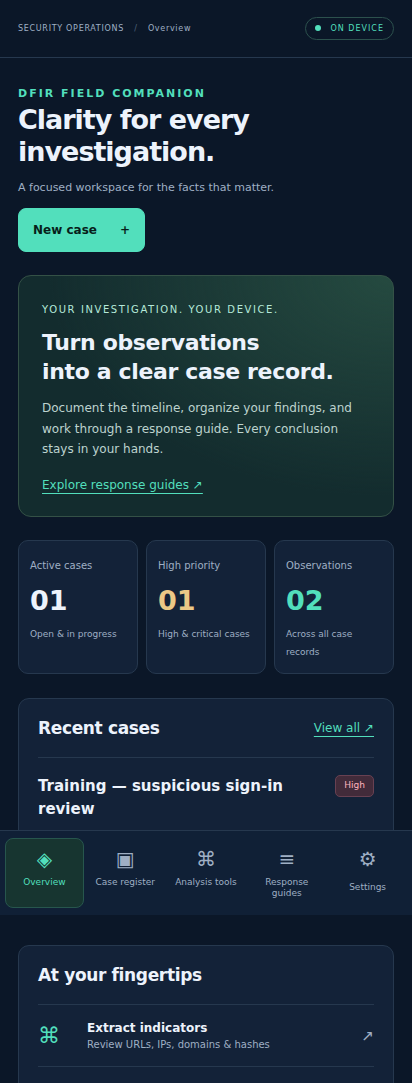 SECURITY OPERATIONS / Overview
ON DEVICE
DFIR FIELD COMPANION
Clarity for every
investigation.
A focused workspace for the facts that matter.
New case +
YOUR INVESTIGATION. YOUR DEVICE.
Turn observations
into a clear case record.
Document the timeline, organize your findings, and
work through a response guide. Every conclusion
stays in your hands.
Explore response guides ↗
Active cases
01
Open & in progress
High priority
01
High & critical cases
Observations
02
Across all case
records
Recent cases
View all ↗
Training — suspicious sign-in
review
High
Overview
Case register
Analysis tools
Response
guides
Settings
At your fingertips
Extract indicators
Review URLs, IPs, domains & hashes
↗